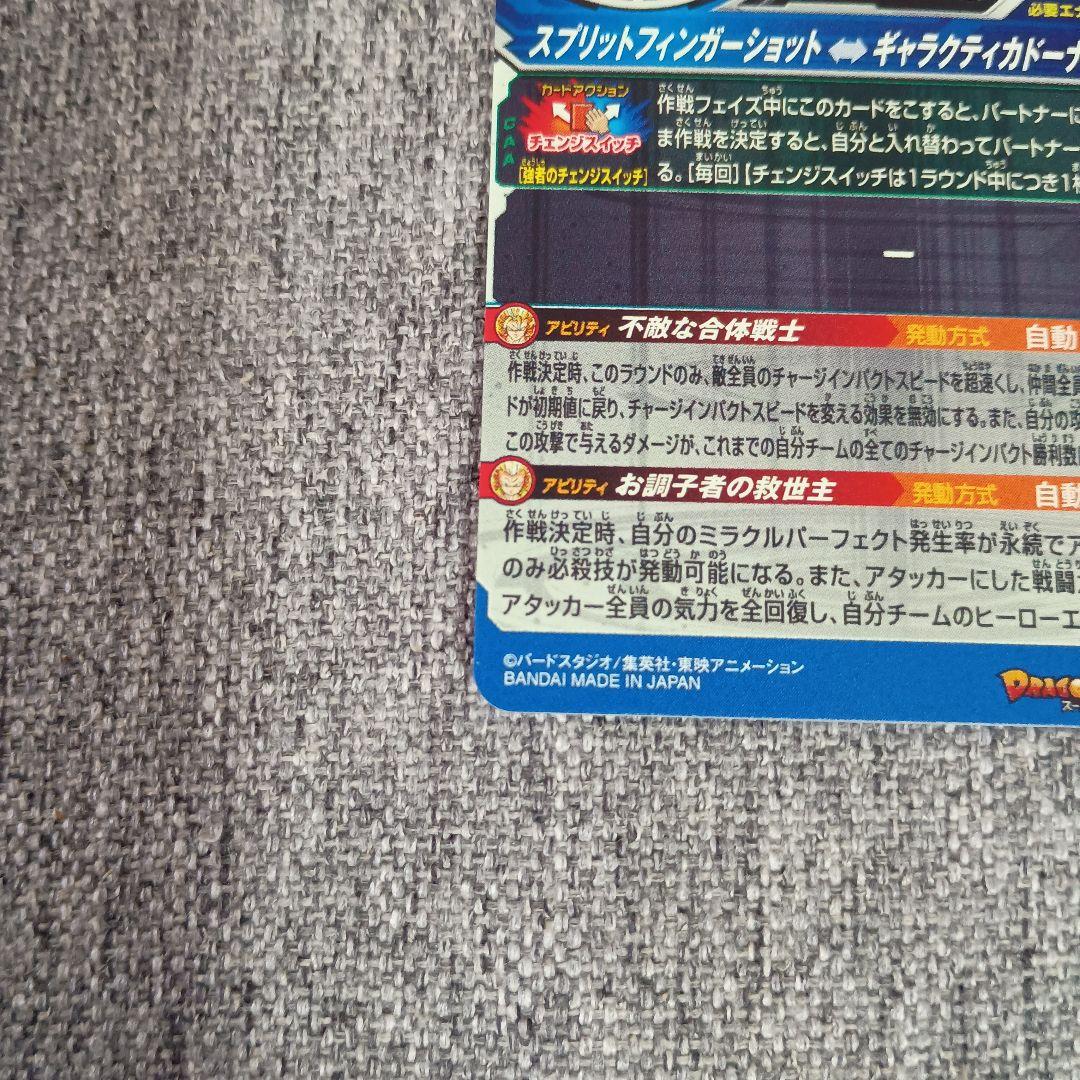 必要エナ
スプリットフィンガーショット⇔ギャラクティカドーナ
カードアクション
チェンジスイッチ
[強者のチェンジスイッチ]
CAA
作戦フェイズ中にこのカードをこすると、パートナーに
ま作戦を決定すると、自分と入れ替わってパートナー
る。[毎回]【チェンジスイッチは1ラウンド中につき1
ー
アビリティ 不敵な合体戦士 発動方式 自動
作戦決定時、このラウンドのみ、敵全員のチャージインパクトスピードを超速くし、仲間全員
ドが初期値に戻り、チャージインパクトスピードを変える効果を無効にする。また、自分の攻
この攻撃で与えるダメージが、これまでの自分チームの全てのチャージインパクト勝利数
アビリティ お調子者の救世主 発動方式 自動
作戦決定時、自分のミラクルパーフェクト発生率が永続でア
のみ必殺技が発動可能になる。また、アタッカーにした戦闘
アタッカー全員の気力を全回復し、自分チームのヒーローエ
©バードスタジオ/集英社・東映アニメーション
BANDAI MADE IN JAPAN
DRAGO
スー